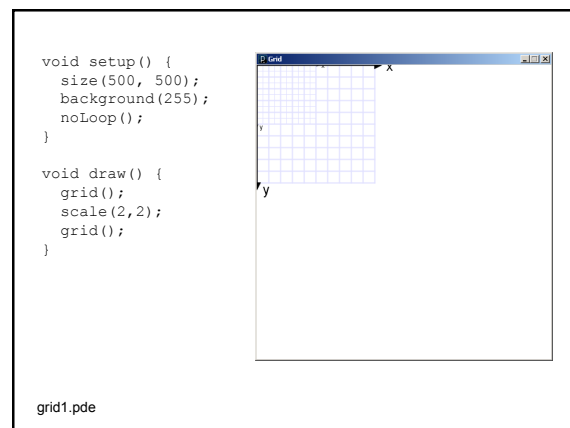 void setup() {
  size(500, 500);
  background(255);
  noLoop();
}
void draw() {
  grid();
  scale(2,2);
  grid();
}
Grid
x
x
y
y
grid1.pde